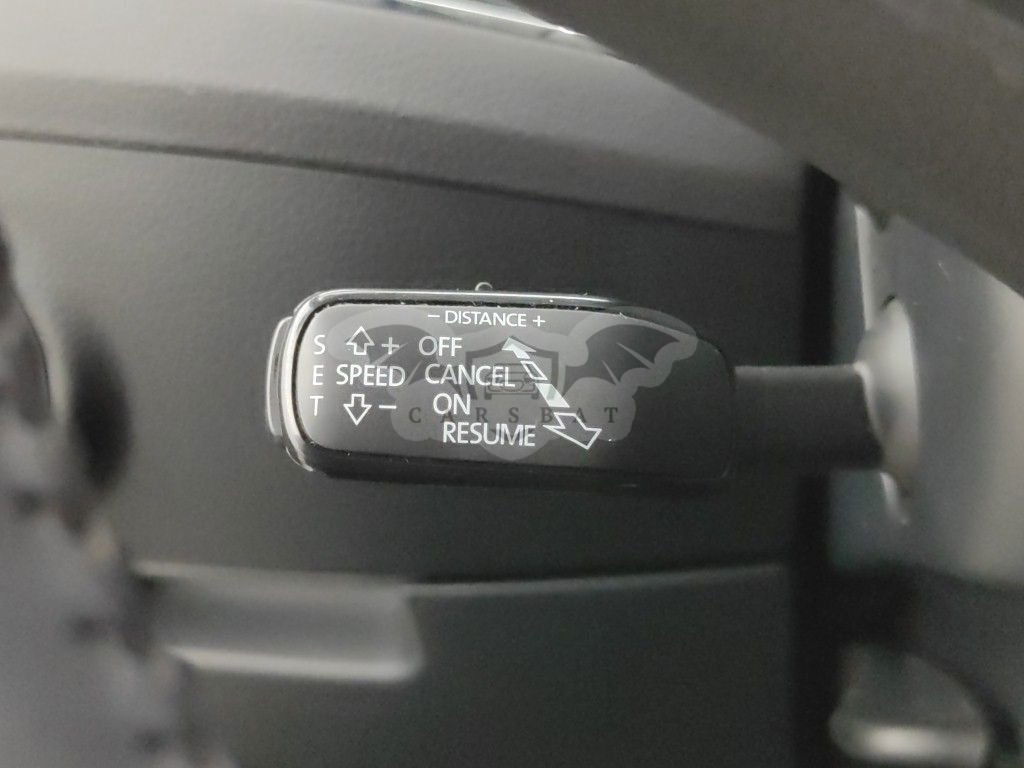 – DISTANCE +
S + OFF
E SPEED CANCEL
T – ON
RESUME
CARSBAT